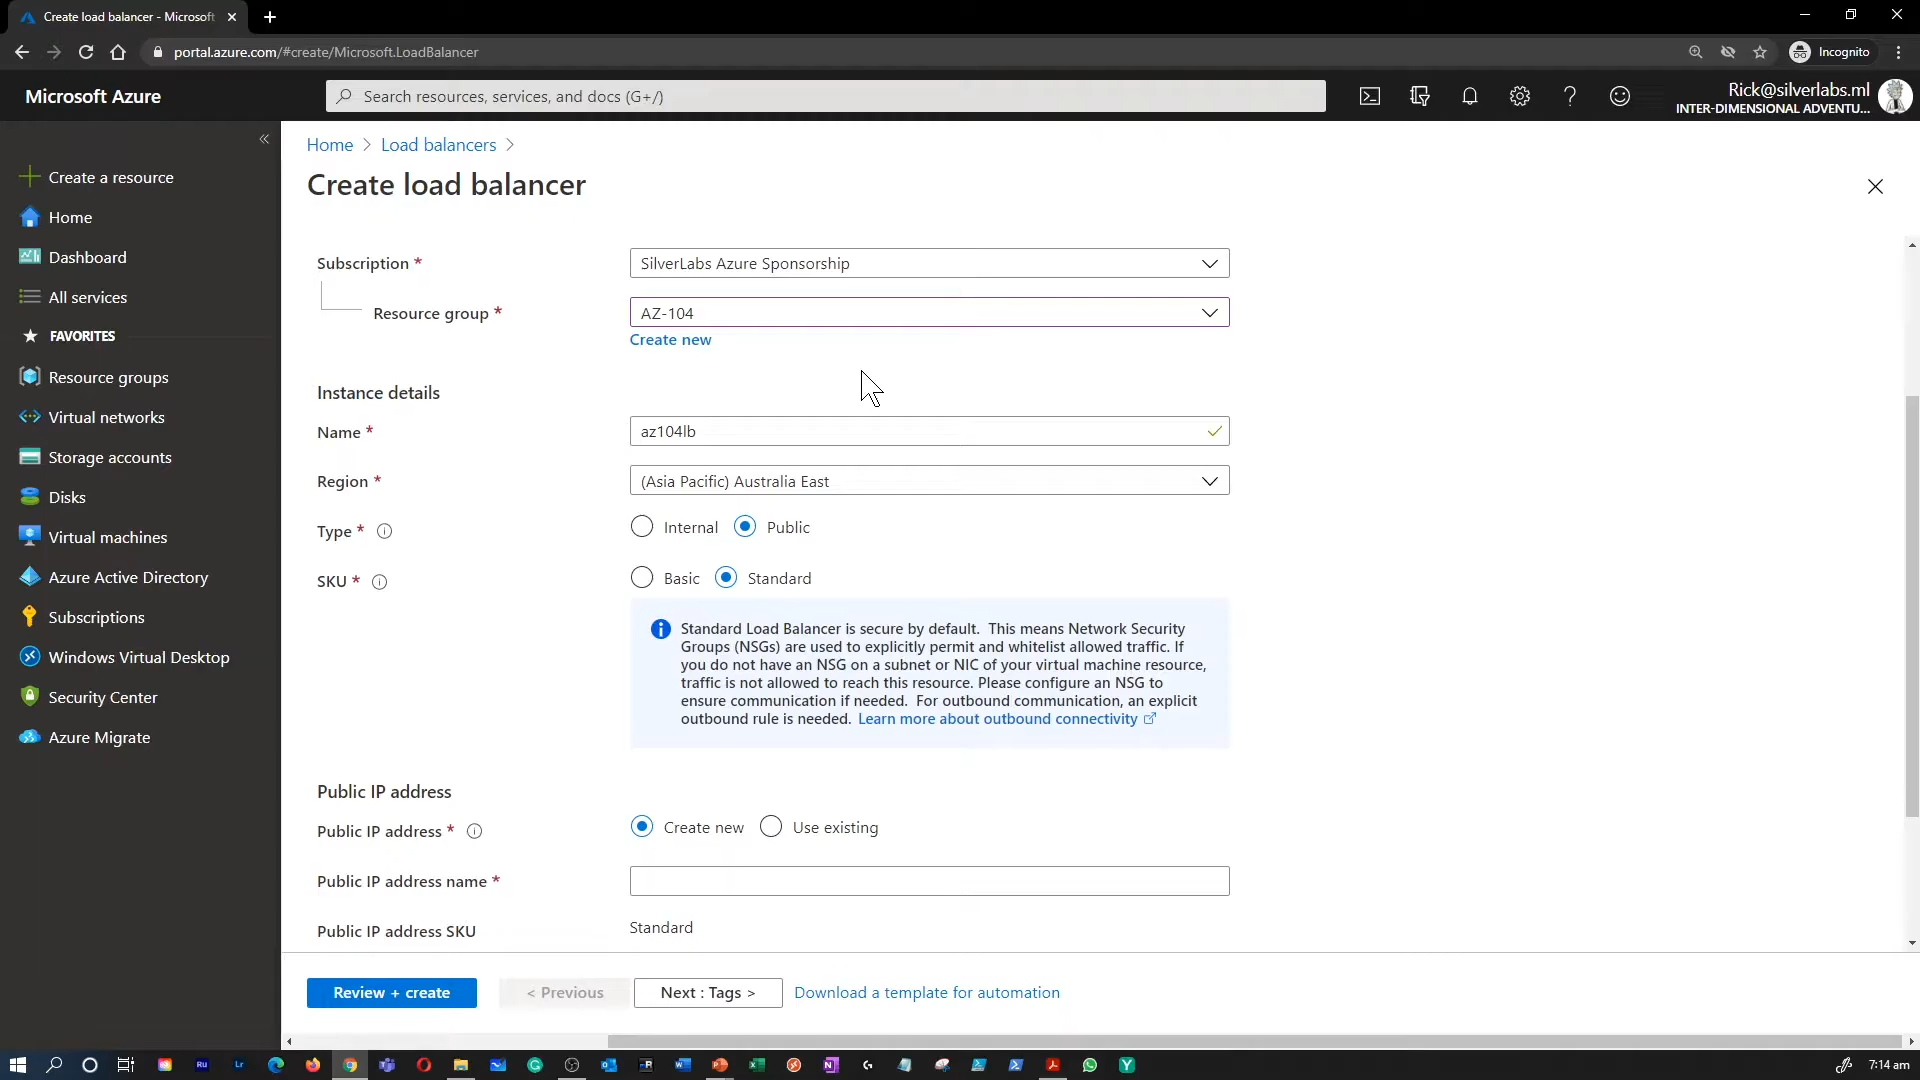 Create load balancer - Microsoft
portal.azure.com/#create/Microsoft.LoadBalancer
Incognito
Microsoft Azure
Search resources, services, and docs (G+/)
Rick@silverlabs.ml
INTER-DIMENSIONAL ADVENTU...
Create a resource
Home
Dashboard
All services
FAVORITES
Resource groups
Virtual networks
Storage accounts
Disks
Virtual machines
Azure Active Directory
Subscriptions
Windows Virtual Desktop
Security Center
Azure Migrate
Home > Load balancers >
Create load balancer
Subscription *
SilverLabs Azure Sponsorship
Resource group *
AZ-104
Create new
Instance details
Name *
az104lb
Region *
(Asia Pacific) Australia East
Type *
Internal
Public
SKU *
Basic
Standard
Standard Load Balancer is secure by default. This means Network Security
Groups (NSGs) are used to explicitly permit and whitelist allowed traffic. If
you do not have an NSG on a subnet or NIC of your virtual machine resource,
traffic is not allowed to reach this resource. Please configure an NSG to
ensure communication if needed. For outbound communication, an explicit
outbound rule is needed. Learn more about outbound connectivity
Public IP address
Public IP address *
Create new
Use existing
Public IP address name *
Public IP address SKU
Standard
Review + create
< Previous
Next : Tags >
Download a template for automation
7:14 am